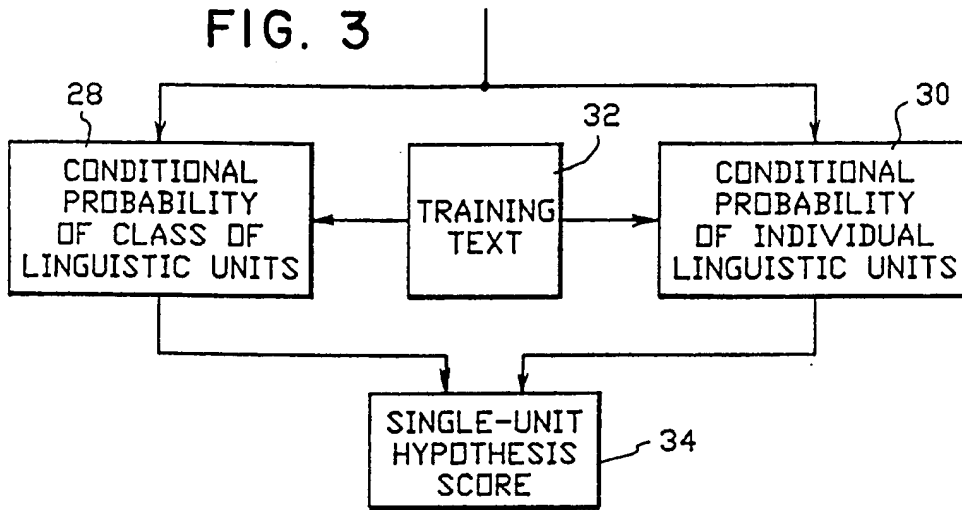 FIG. 3
28
CONDITIONAL
PROBABILITY
OF CLASS OF
LINGUISTIC UNITS
32
TRAINING
TEXT
30
CONDITIONAL
PROBABILITY
OF INDIVIDUAL
LINGUISTIC UNITS
SINGLE-UNIT
HYPOTHESIS
SCORE
34